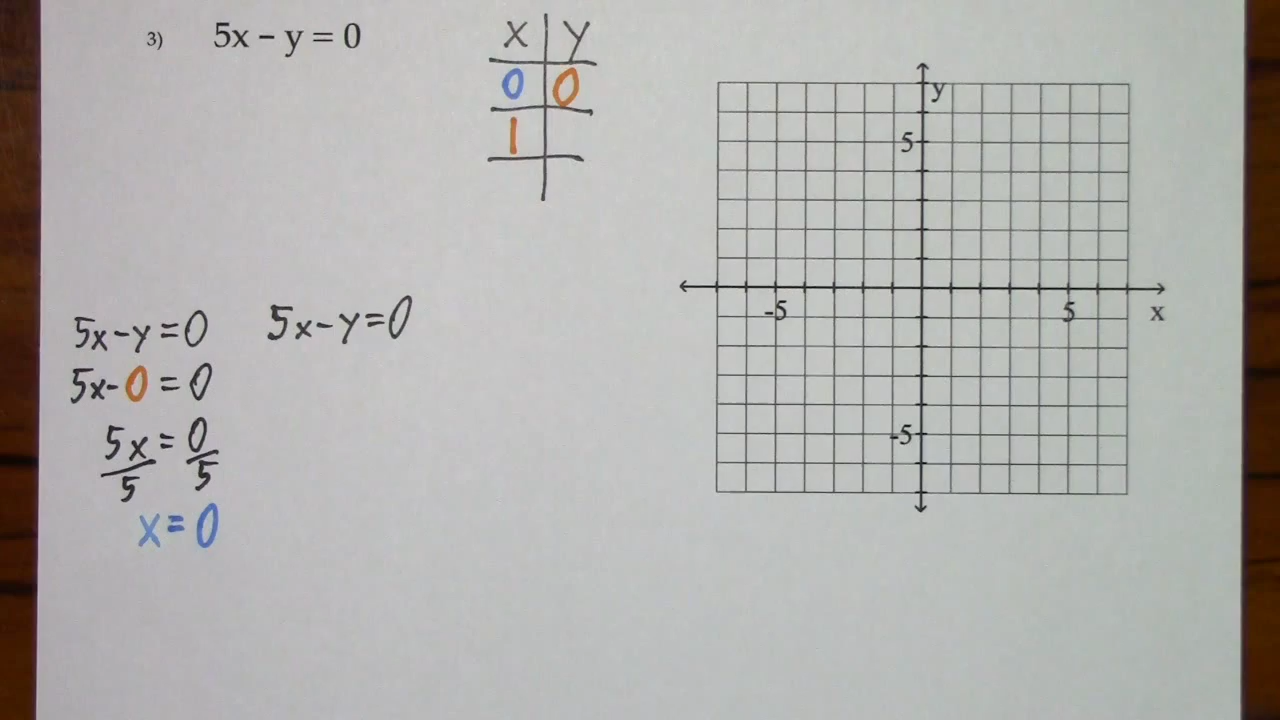 3) 5x – y = 0
X Y
0 0
1
5x-y=0
5x-0=0
5x=0
5 5
x=0
5x-y=0
y
5
-5 5 x
-5